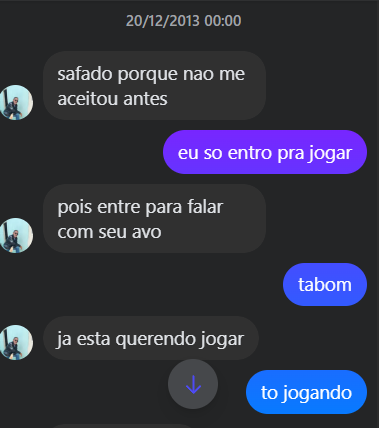 20/12/2013 00:00
safado porque nao me
aceitou antes
eu so entro pra jogar
pois entre para falar
com seu avo
tabom
ja esta querendo jogar
to jogando